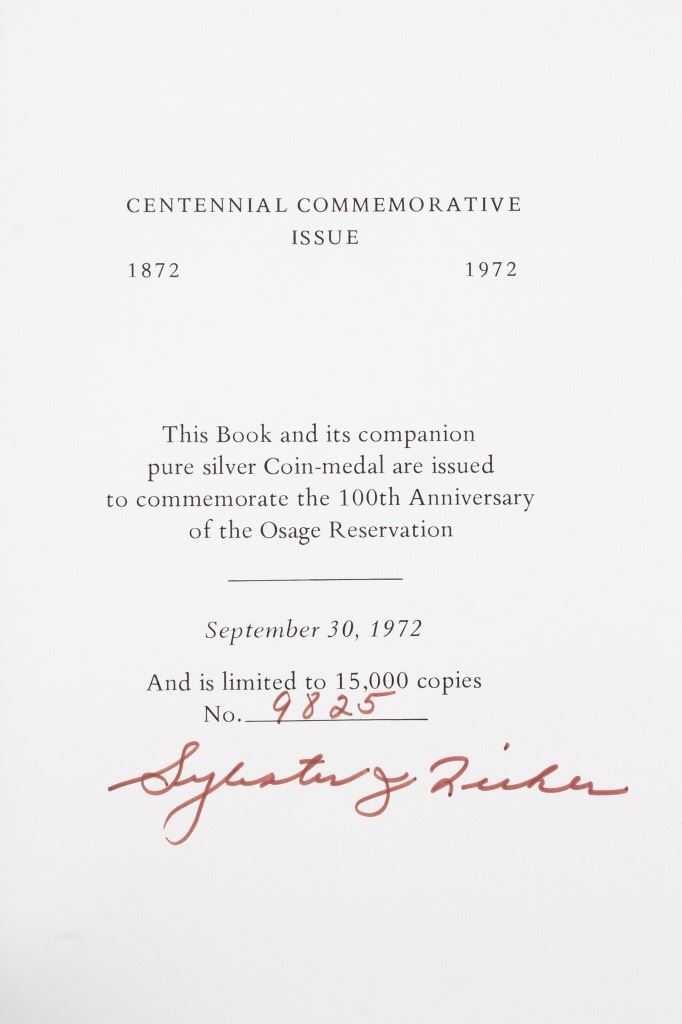 CENTENNIAL COMMEMORATIVE
ISSUE
1872 1972
This Book and its companion
pure silver Coin-medal are issued
to commemorate the 100th Anniversary
of the Osage Reservation
September 30, 1972
And is limited to 15,000 copies
No. 9825
Sylvester J Tinker